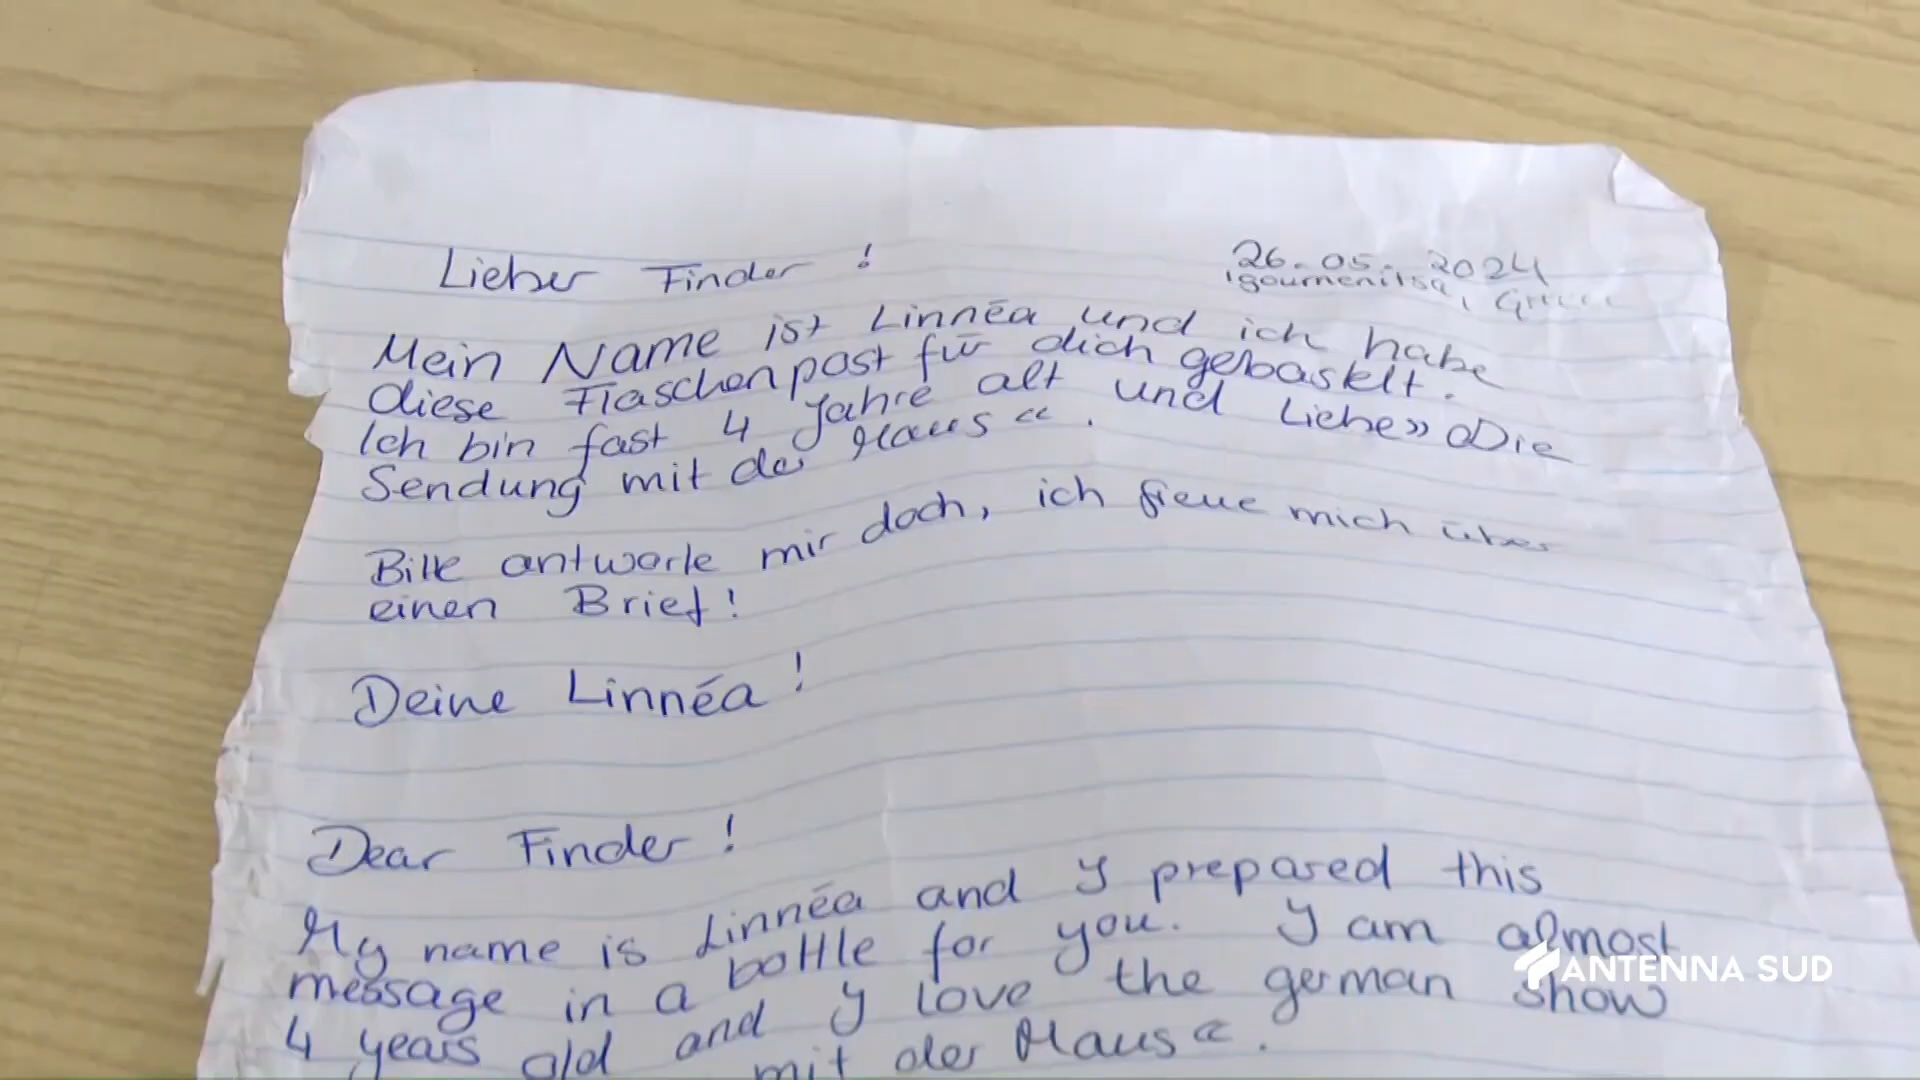 26.05.2024
Igoumenitsa, Greece
Lieber Finder!
Mein Name ist Linnéa und ich habe
diese Flaschenpost für dich gebastelt.
Ich bin fast 4 Jahre alt und liebe »Die
Sendung mit der Maus«.
Bitte antworte mir doch, ich freue mich über
einen Brief!
Deine Linnéa!
Dear Finder!
My name is Linnéa and I prepared this
message in a bottle for you. I am almost
4 years old and I love the german show
mit der Maus«.
ANTENNA SUD